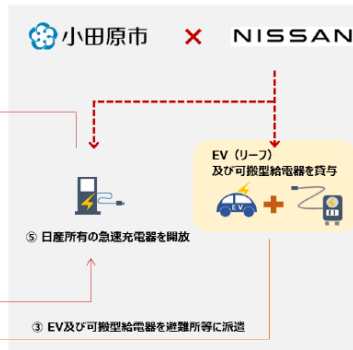 小田原市 × NISSAN
EV（リーフ）
及び可搬型給電器を貸与
EV
⑤ 日産所有の急速充電器を開放
③ EV及び可搬型給電器を避難所等に派遣